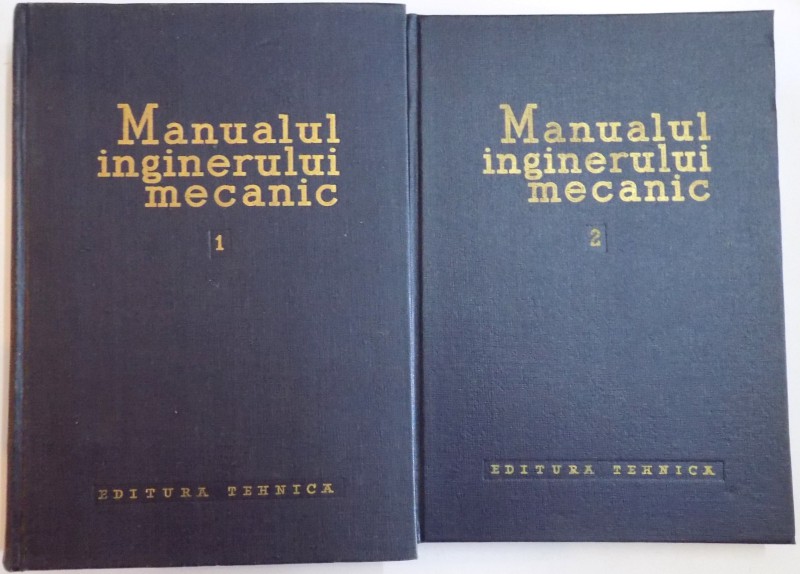 Manualul
inginerului
mecanic
1
EDITURA TEHNICA
Manualul
inginerului
mecanic
2
EDITURA TEHNICA